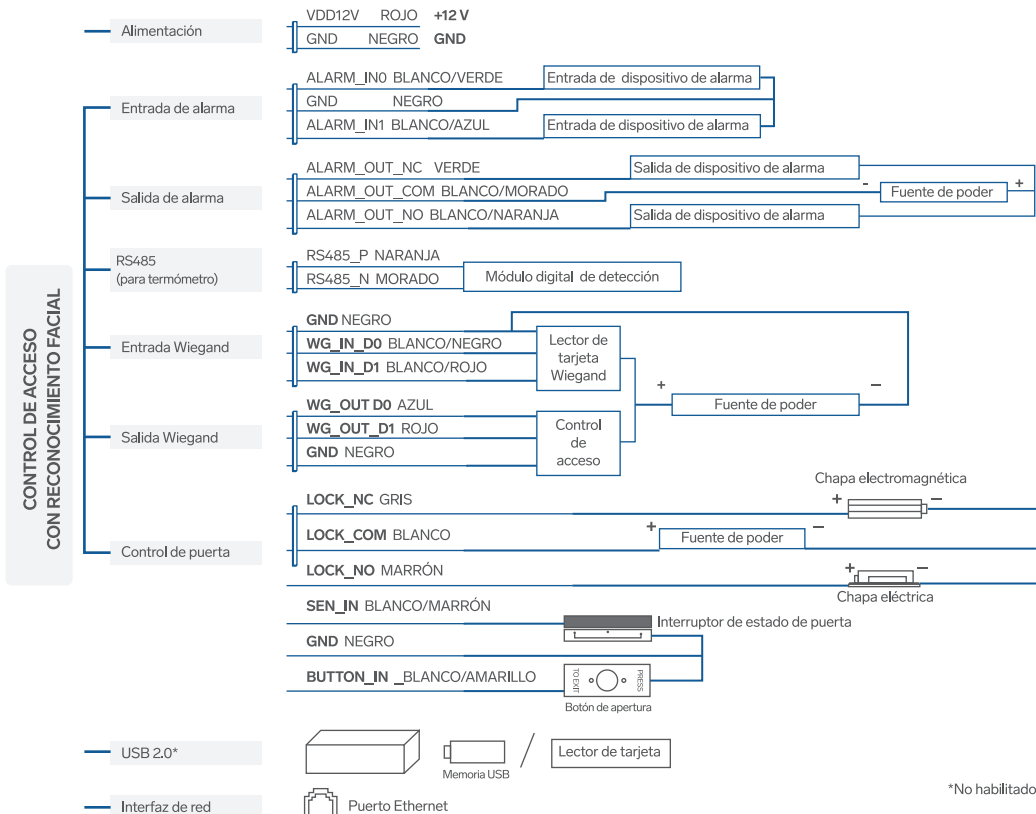 CONTROL DE ACCESO
CON RECONOCIMIENTO FACIAL
Alimentación
VDD12V ROJO +12 V
GND NEGRO GND
Entrada de alarma
ALARM_IN0 BLANCO/VERDE
Entrada de dispositivo de alarma
GND NEGRO
ALARM_IN1 BLANCO/AZUL
Entrada de dispositivo de alarma
Salida de alarma
ALARM_OUT_NC VERDE
Salida de dispositivo de alarma
ALARM_OUT_COM BLANCO/MORADO
- Fuente de poder +
ALARM_OUT_NO BLANCO/NARANJA
Salida de dispositivo de alarma
RS485
(para termómetro)
RS485_P NARANJA
RS485_N MORADO
Módulo digital de detección
Entrada Wiegand
GND NEGRO
WG_IN_D0 BLANCO/NEGRO
WG_IN_D1 BLANCO/ROJO
Lector de
tarjeta
Wiegand
+ Fuente de poder –
Salida Wiegand
WG_OUT D0 AZUL
WG_OUT_D1 ROJO
GND NEGRO
Control
de
acceso
Control de puerta
LOCK_NC GRIS
Chapa electromagnética
+ –
LOCK_COM BLANCO
+ Fuente de poder –
LOCK_NO MARRÓN
+ –
Chapa eléctrica
SEN_IN BLANCO/MARRÓN
Interruptor de estado de puerta
GND NEGRO
BUTTON_IN _BLANCO/AMARILLO
TO EXIT
PRESS
Botón de apertura
USB 2.0*
Memoria USB
/
Lector de tarjeta
Interfaz de red
Puerto Ethernet
*No habilitado